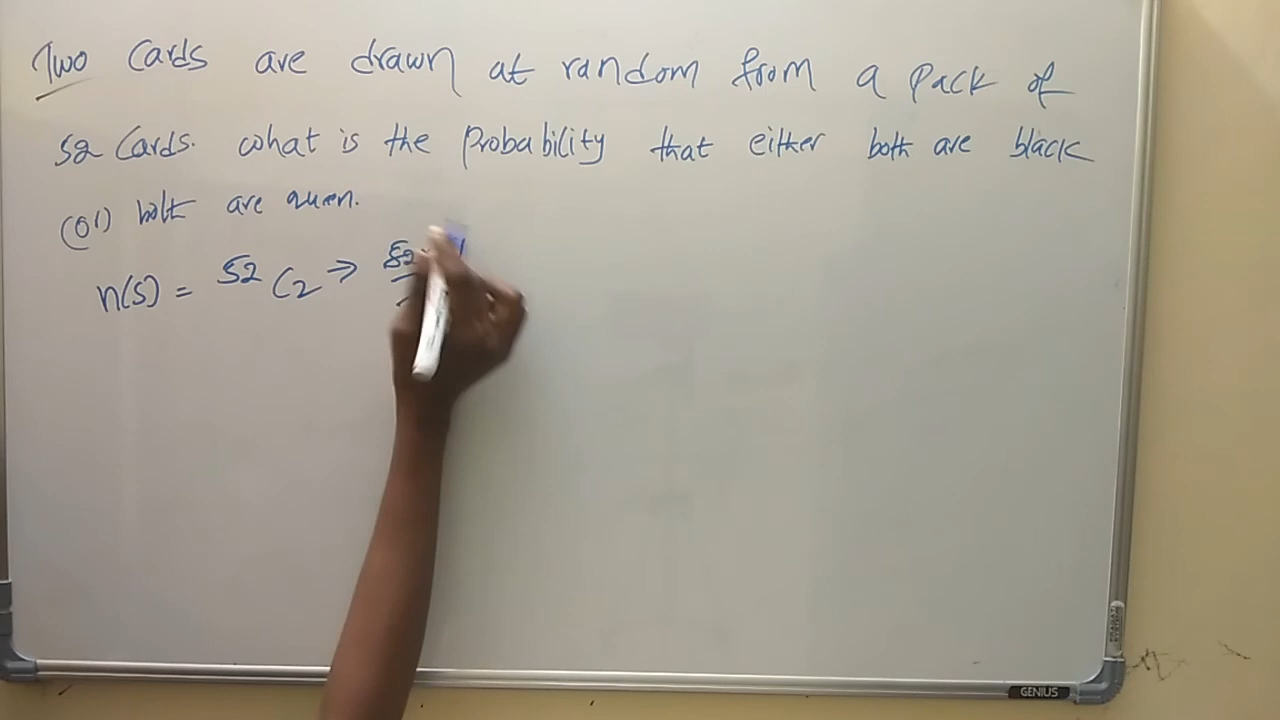 Two Cards are drawn at random from a pack of
52 Cards. what is the Probability that either both are black
(or) both are queen.
n(S) = 52 C2 → 52
GENIUS